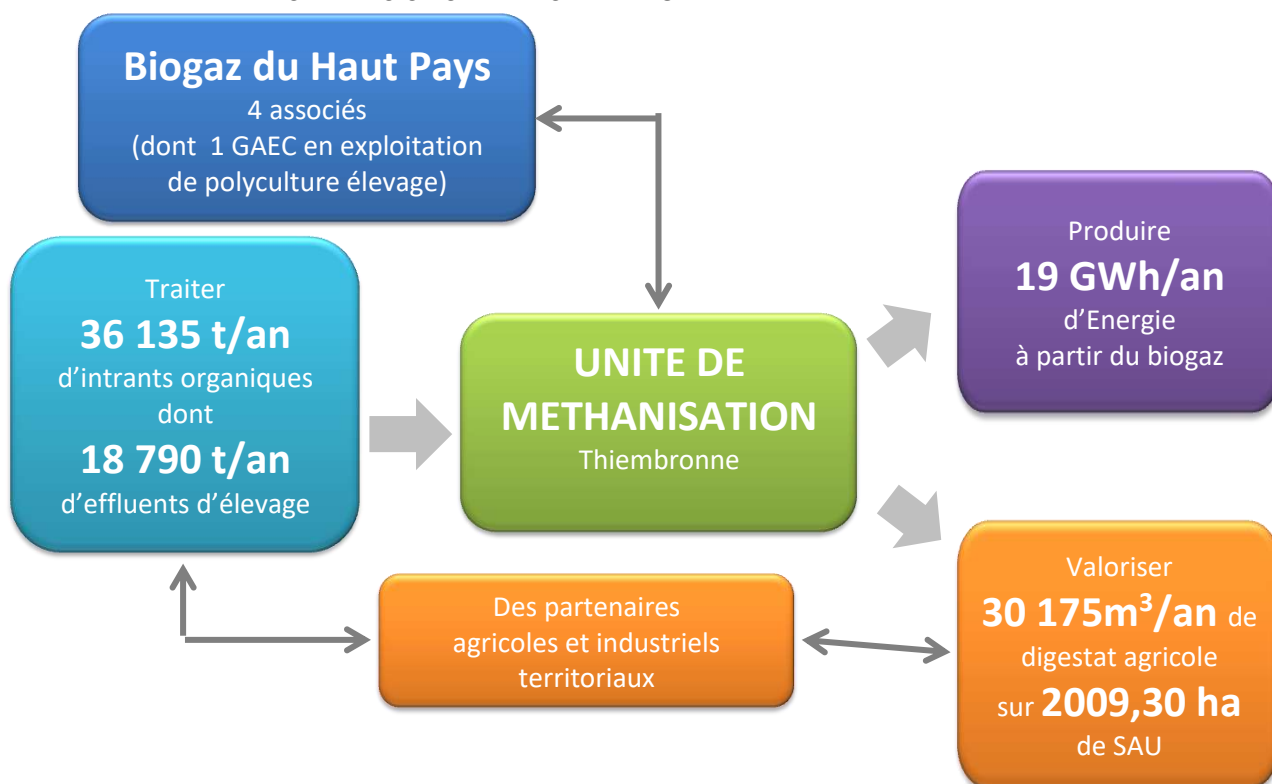 Biogaz du Haut Pays
4 associés
(dont 1 GAEC en exploitation
de polyculture élevage)
Traiter
36 135 t/an
d'intrants organiques
dont
18 790 t/an
d'effluents d'élevage
UNITE DE
METHANISATION
Thiembronne
Produire
19 GWh/an
d'Energie
à partir du biogaz
Des partenaires
agricoles et industriels
territoriaux
Valoriser
30 175m³/an de
digestat agricole
sur 2009,30 ha
de SAU